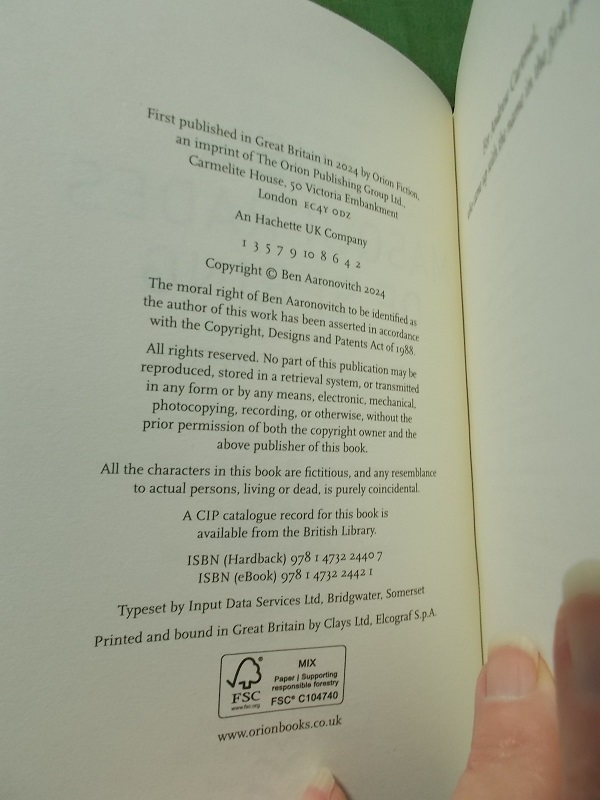 First published in Great Britain in 2024 by Orion Fiction,
an imprint of The Orion Publishing Group Ltd.,
Carmelite House, 50 Victoria Embankment
London EC4Y 0DZ
An Hachette UK Company
1 3 5 7 9 10 8 6 4 2
Copyright © Ben Aaronovitch 2024
The moral right of Ben Aaronovitch to be identified as
the author of this work has been asserted in accordance
with the Copyright, Designs and Patents Act of 1988.
All rights reserved. No part of this publication may be
reproduced, stored in a retrieval system, or transmitted
in any form or by any means, electronic, mechanical,
photocopying, recording, or otherwise, without the
prior permission of both the copyright owner and the
above publisher of this book.
All the characters in this book are fictitious, and any resemblance
to actual persons, living or dead, is purely coincidental.
A CIP catalogue record for this book is
available from the British Library.
ISBN (Hardback) 978 1 4732 2440 7
ISBN (eBook) 978 1 4732 2442 1
Typeset by Input Data Services Ltd, Bridgwater, Somerset
Printed and bound in Great Britain by Clays Ltd, Elcograf S.p.A.
FSC
www.fsc.org
MIX
Paper | Supporting
responsible forestry
FSC® C104740
www.orionbooks.co.uk
in the first